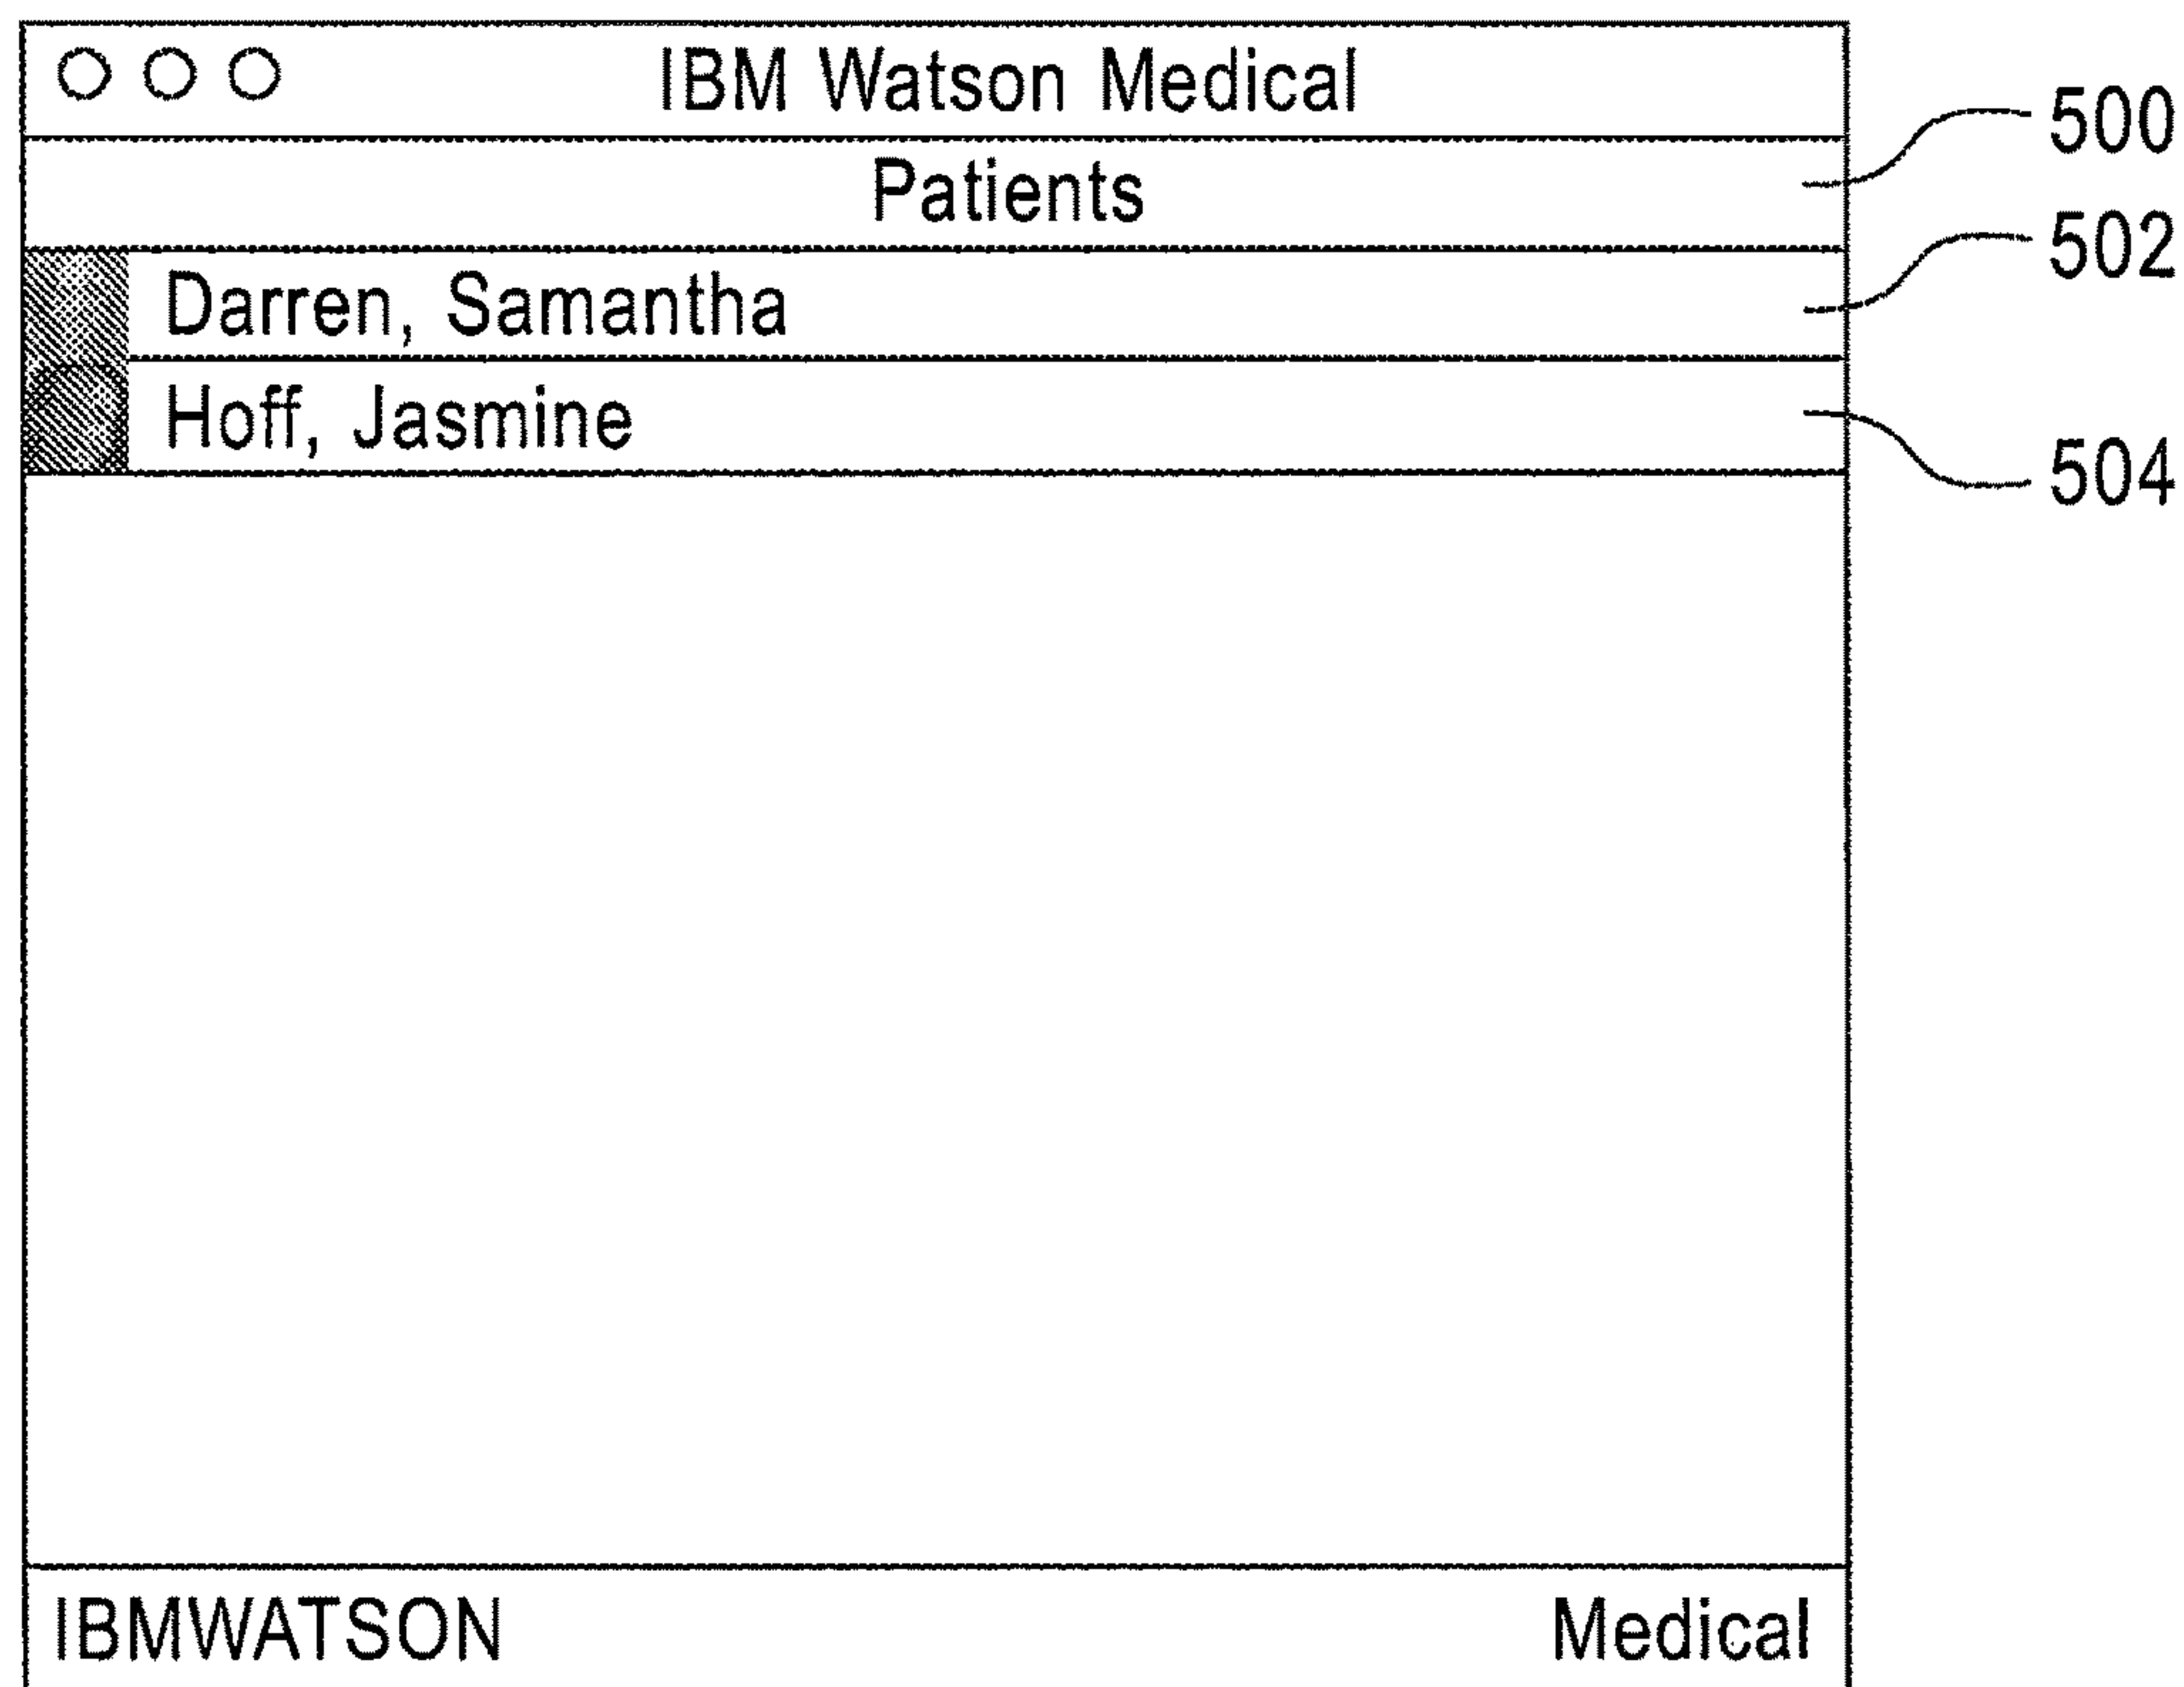 IBM Watson Medical
Patients
500
Darren, Samantha
502
Hoff, Jasmine
504
IBMWATSON Medical